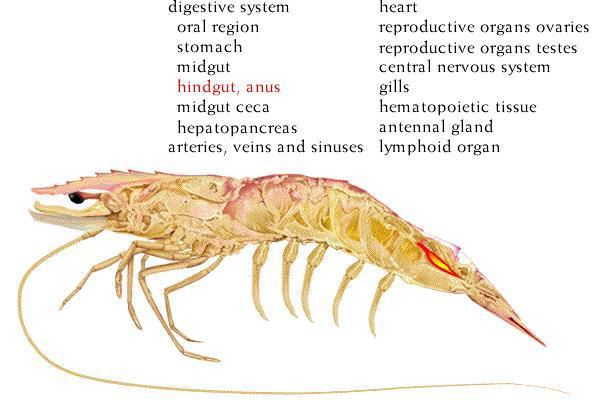 digestive system
oral region
stomach
midgut
hindgut, anus
midgut ceca
hepatopancreas
arteries, veins and sinuses
heart
reproductive organs ovaries
reproductive organs testes
central nervous system
gills
hematopoietic tissue
antennal gland
lymphoid organ